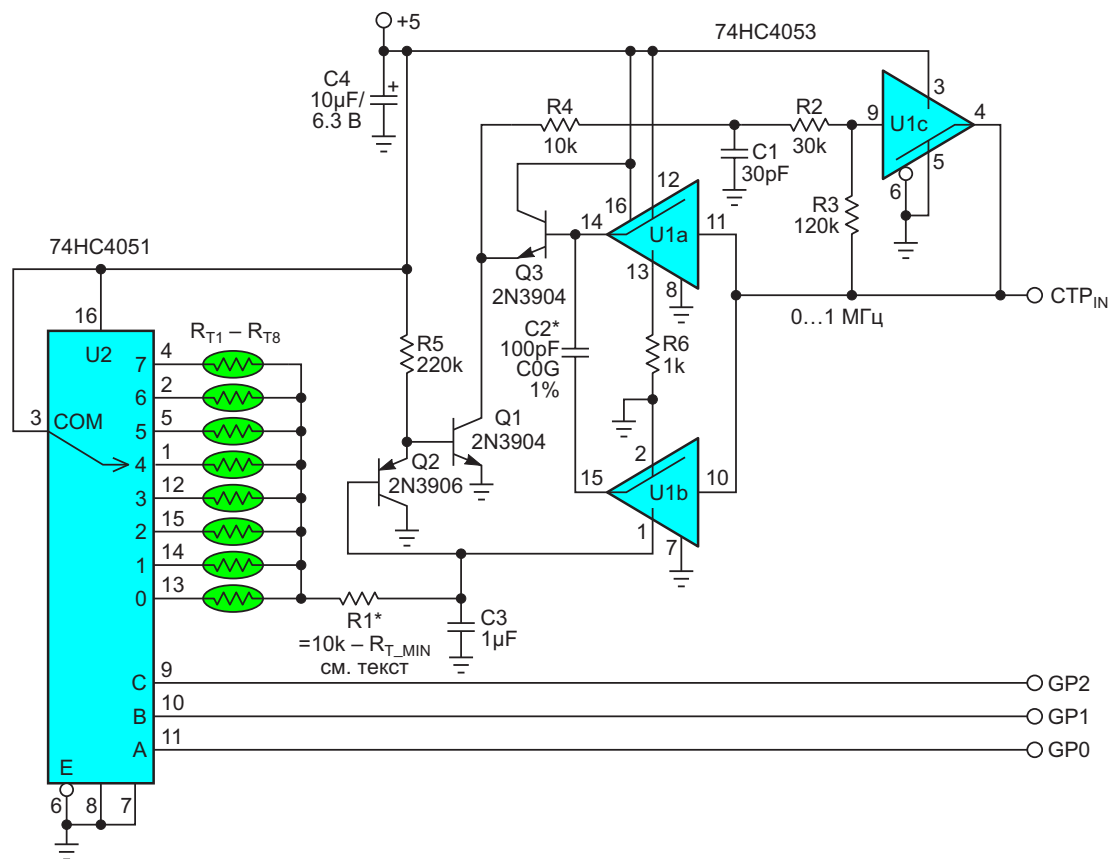 +5
74HC4053
C4
10µF/
6.3 В
+
R4
10k
R2
30k
C1
30pF
9
3
U1c
4
5
6
R3
120k
12
16
14
U1a
11
13
8
Q3
2N3904
74HC4051
16
U2
R_T1 – R_T8
R5
220k
C2*
100pF
C0G
1%
R6
1k
0…1 МГц
CTP_IN
3
COM
7
4
6
2
5
5
4
1
3
12
2
15
1
14
0
13
Q1
2N3904
Q2
2N3906
2
15
U1b
10
1
7
R1*
=10k – R_T_MIN
см. текст
C3
1µF
C
9
GP2
B
10
GP1
A
11
GP0
E
6
8
7